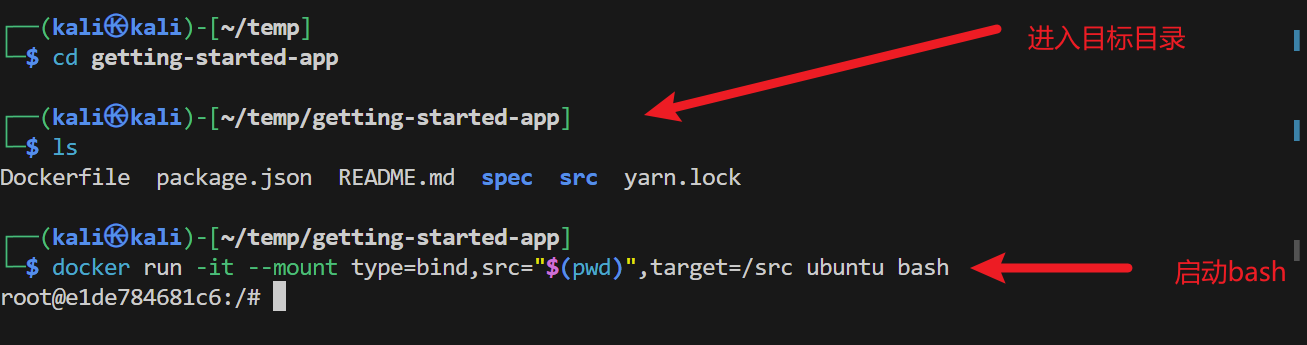 ┌──(kali㉿kali)-[~/temp]
└─$ cd getting-started-app
进入目标目录
┌──(kali㉿kali)-[~/temp/getting-started-app]
└─$ ls
Dockerfile  package.json  README.md  spec  src  yarn.lock
┌──(kali㉿kali)-[~/temp/getting-started-app]
└─$ docker run -it --mount type=bind,src="$(pwd)",target=/src ubuntu bash
启动bash
root@e1de784681c6:/#